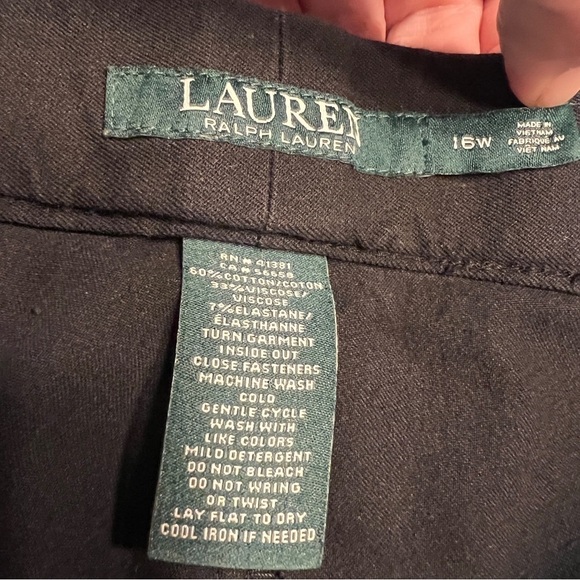 LAUREN
RALPH LAUREN
16W
MADE IN
VIETNAM
FABRIQUÉ AU
VIET NAM
RN # 41381
CA # 56658
60% COTTON/COTON
33% VISCOSE/
VISCOSE
7% ELASTANE/
ÉLASTHANNE
TURN GARMENT
INSIDE OUT
CLOSE FASTENERS
MACHINE WASH
COLD
GENTLE CYCLE
WASH WITH
LIKE COLORS
MILD DETERGENT
DO NOT BLEACH
DO NOT WRING
OR TWIST
LAY FLAT TO DRY
COOL IRON IF NEEDED